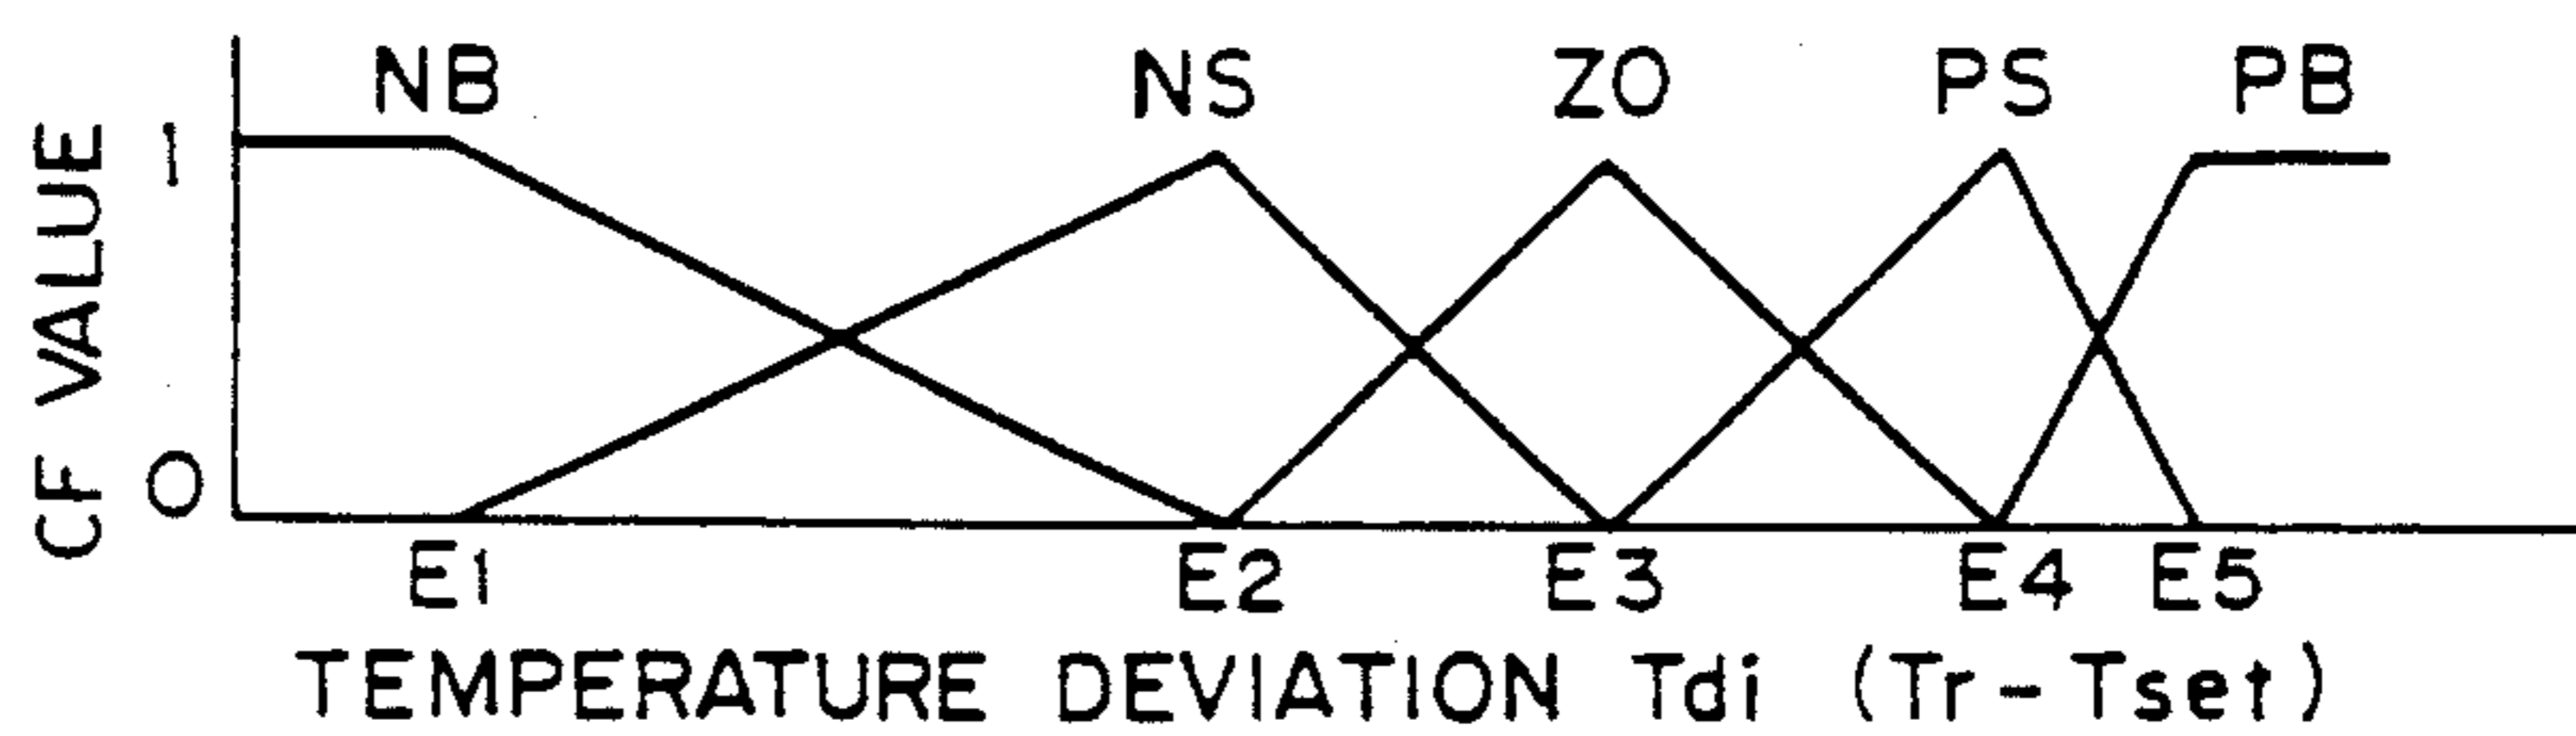 NB NS ZO PS PB
CF VALUE
1
0
E1 E2 E3 E4 E5
TEMPERATURE DEVIATION Tdi (Tr-Tset)